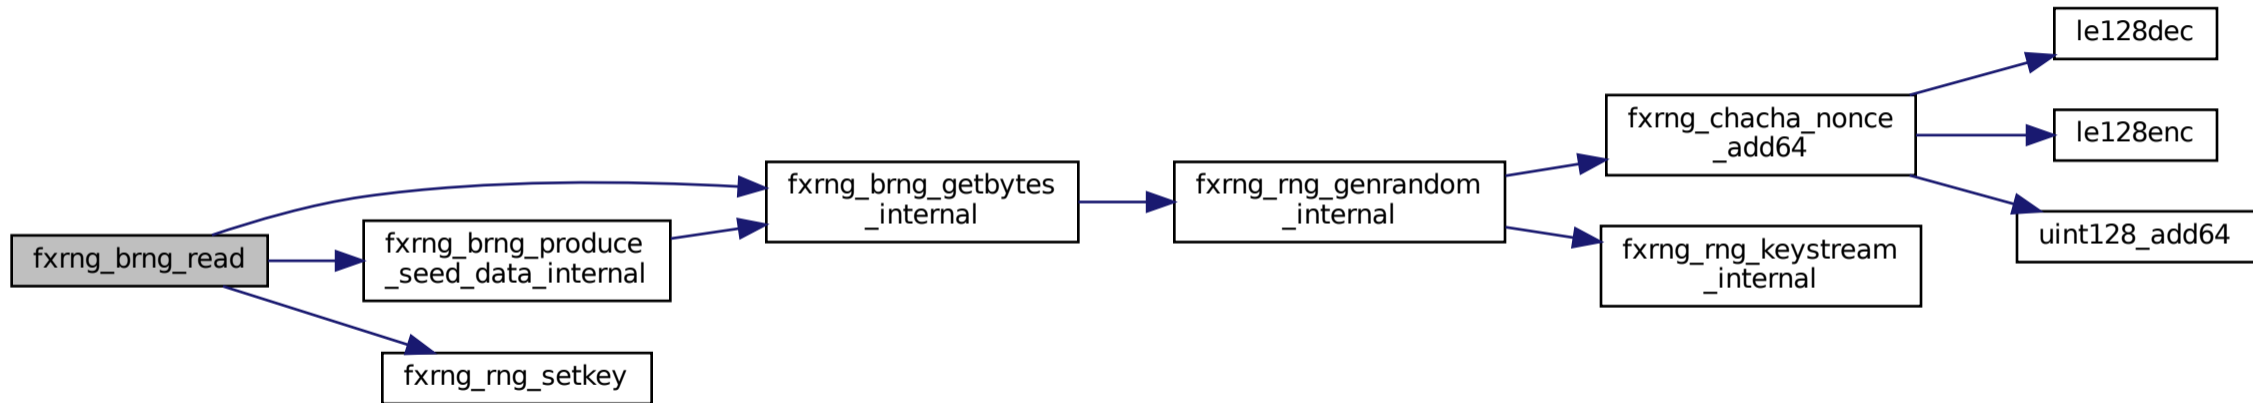 fxrng_brng_read
fxrng_brng_produce
_seed_data_internal
fxrng_rng_setkey
fxrng_brng_getbytes
_internal
fxrng_rng_genrandom
_internal
fxrng_chacha_nonce
_add64
fxrng_rng_keystream
_internal
le128dec
le128enc
uint128_add64